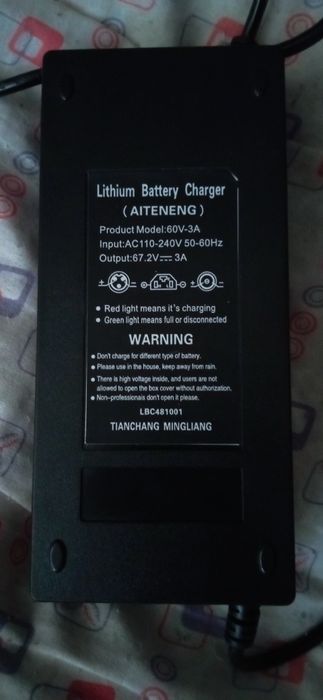 Lithium Battery Charger
( AITENENG )
Product Model:60V-3A
Input:AC110-240V 50-60Hz
Output:67.2V⎓3A
+ - + - - +
● Red light means it's charging
● Green light means full or disconnected
WARNING
● Don't charge for different type of battery.
● Please use in the house, keep away from rain.
● There is high voltage inside, and users are not
allowed to open the box cover without authorization.
● Non-professionals don't open it please.
LBC481001
TIANCHANG MINGLIANG